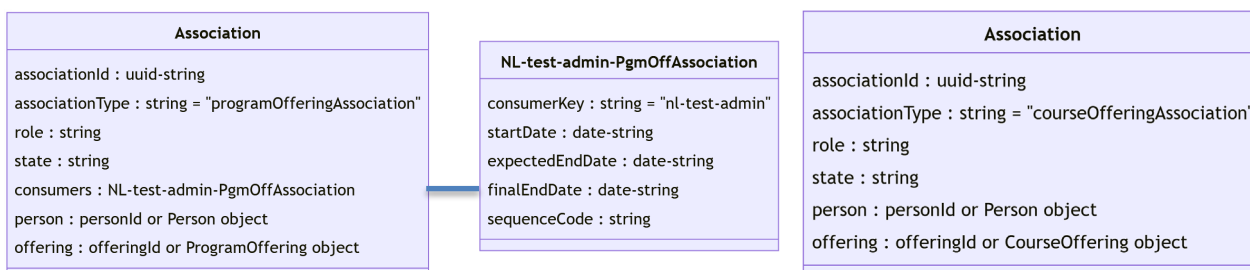 Association
associationId : uuid-string
associationType : string = "programOfferingAssociation"
role : string
state : string
consumers : NL-test-admin-PgmOffAssociation
person : personId or Person object
offering : offeringId or ProgramOffering object
NL-test-admin-PgmOffAssociation
consumerKey : string = "nl-test-admin"
startDate : date-string
expectedEndDate : date-string
finalEndDate : date-string
sequenceCode : string
Association
associationId : uuid-string
associationType : string = "courseOfferingAssociation"
role : string
state : string
person : personId or Person object
offering : offeringId or CourseOffering object